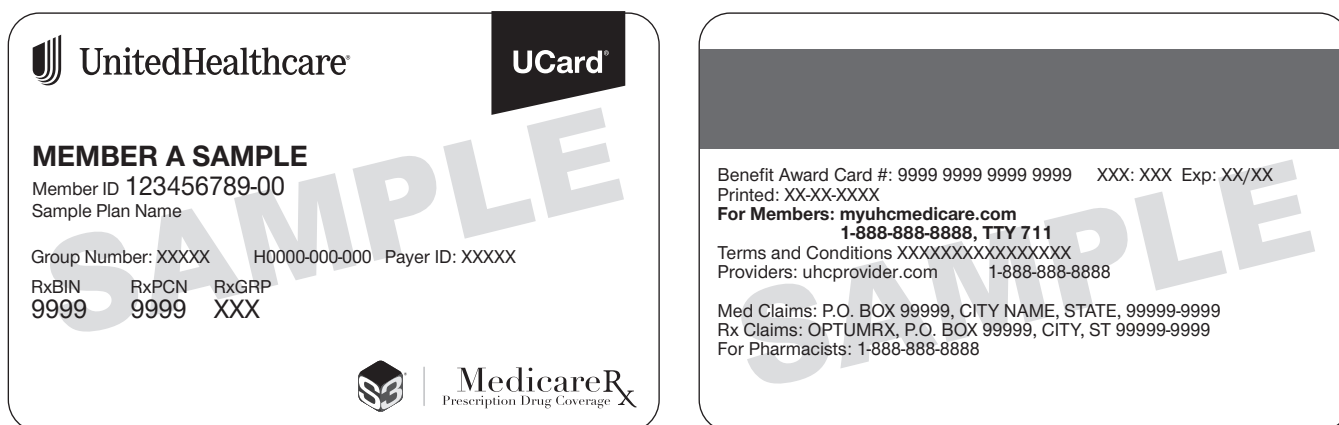 UnitedHealthcare®
UCard®
SAMPLE
MEMBER A SAMPLE
Member ID 123456789-00
Sample Plan Name
Group Number: XXXXX H0000-000-000 Payer ID: XXXXX
RxBIN RxPCN RxGRP
9999 9999 XXX
S3
MedicareRx
Prescription Drug Coverage
SAMPLE
Benefit Award Card #: 9999 9999 9999 9999 XXX: XXX Exp: XX/XX
Printed: XX-XX-XXXX
For Members: myuhcmedicare.com
1-888-888-8888, TTY 711
Terms and Conditions XXXXXXXXXXXXXXXX
Providers: uhcprovider.com 1-888-888-8888
Med Claims: P.O. BOX 99999, CITY NAME, STATE, 99999-9999
Rx Claims: OPTUMRX, P.O. BOX 99999, CITY, ST 99999-9999
For Pharmacists: 1-888-888-8888